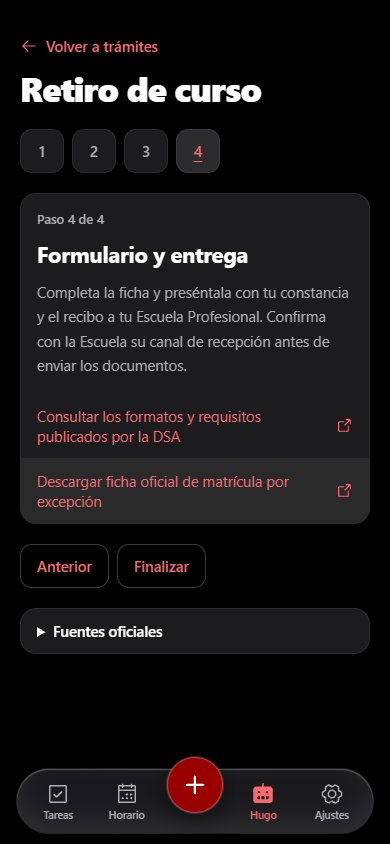 Volver a trámites
Retiro de curso
1 2 3 4
Paso 4 de 4
Formulario y entrega
Completa la ficha y preséntala con tu constancia
y el recibo a tu Escuela Profesional. Confirma
con la Escuela su canal de recepción antes de
enviar los documentos.
Consultar los formatos y requisitos
publicados por la DSA
Descargar ficha oficial de matrícula por
excepción
Anterior Finalizar
Fuentes oficiales
Tareas Horario Hugo Ajustes